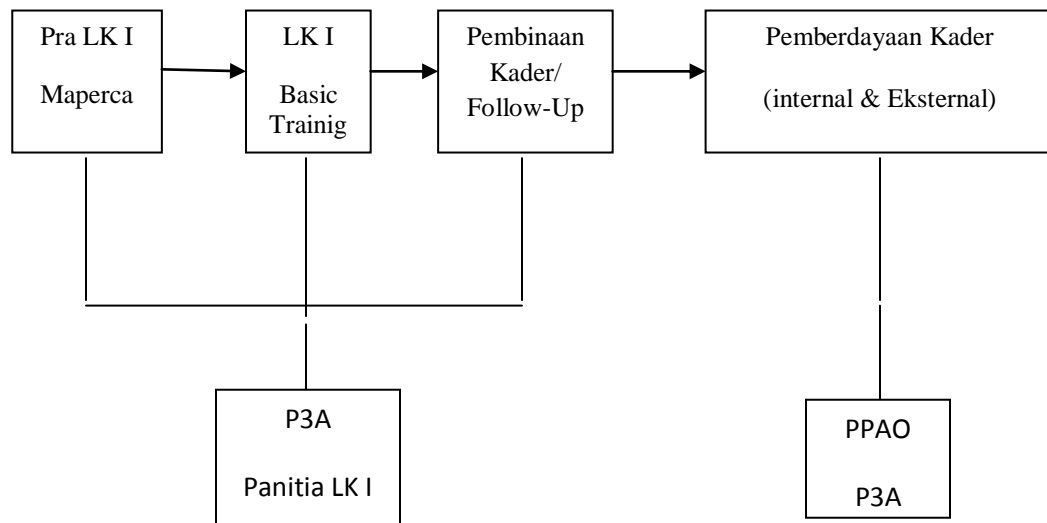 Pra LK I
Maperca
LK I
Basic
Trainig
Pembinaan
Kader/
Follow-Up
Pemberdayaan Kader
(internal & Eksternal)
P3A
Panitia LK I
PPAO
P3A